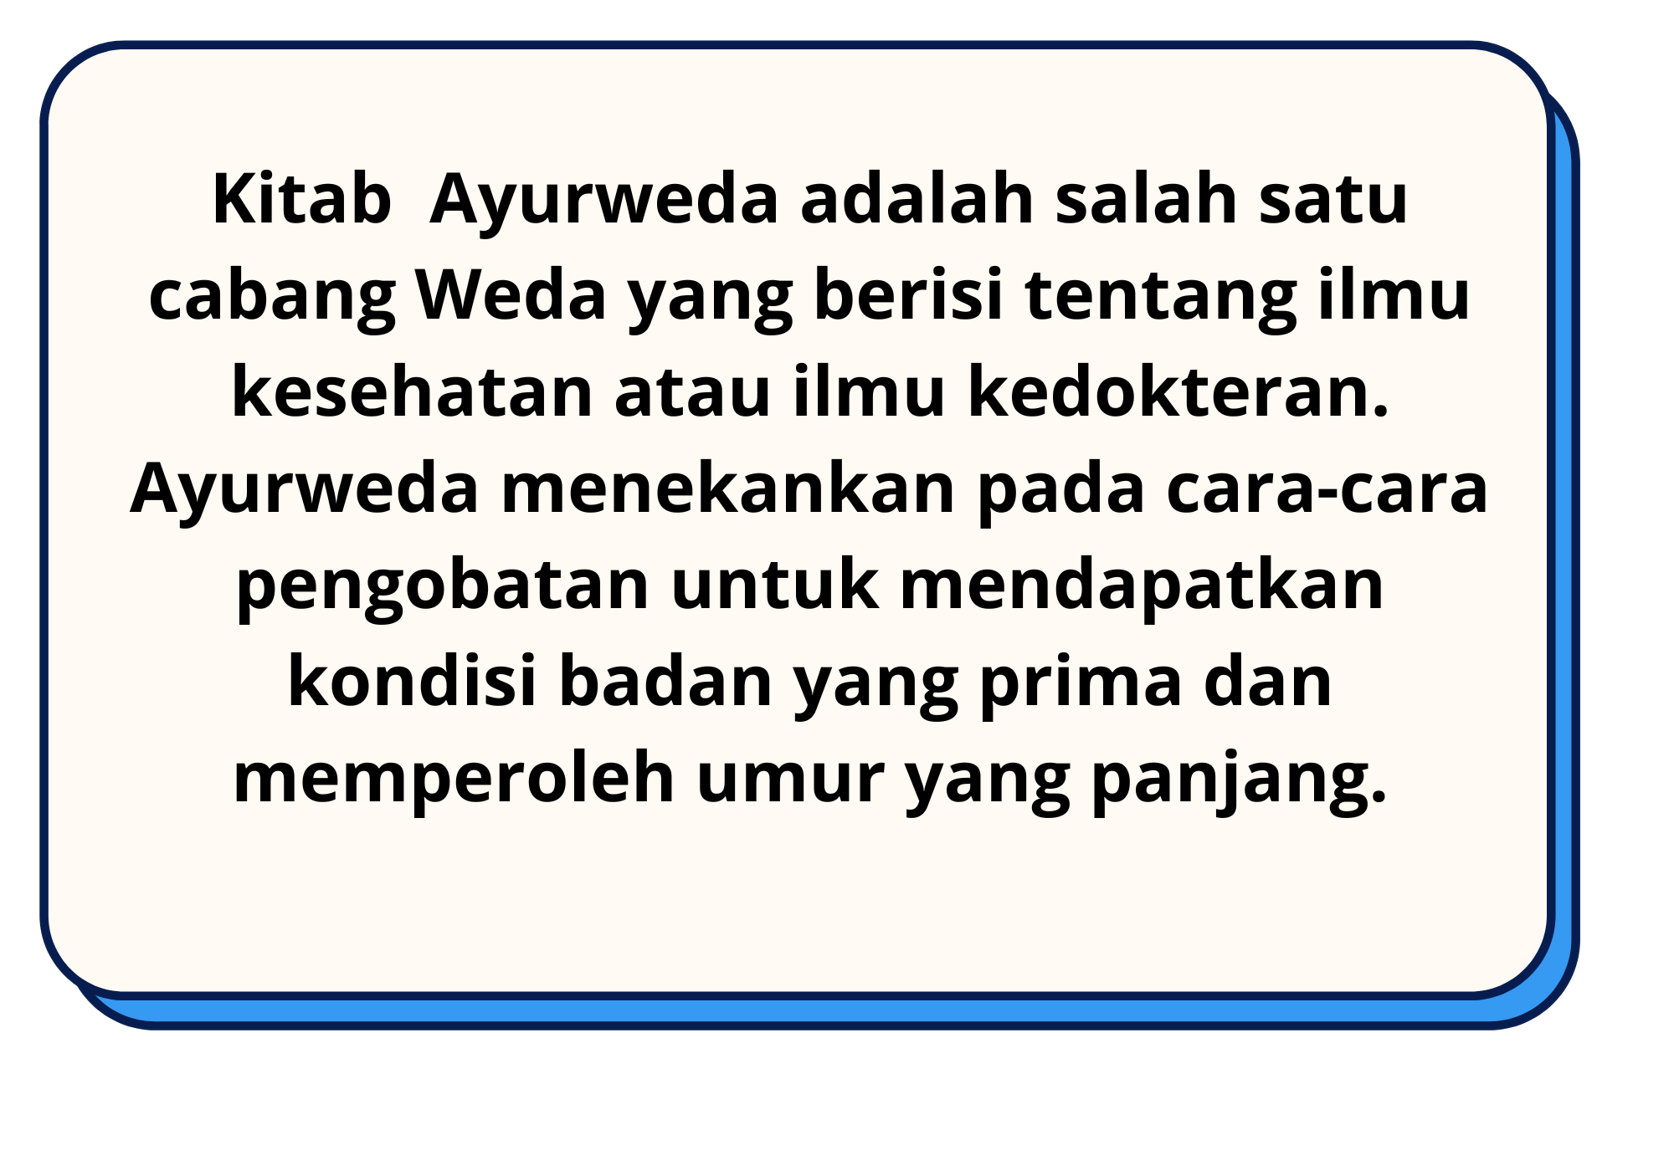 Kitab  Ayurweda adalah salah satu
cabang Weda yang berisi tentang ilmu
kesehatan atau ilmu kedokteran.
Ayurweda menekankan pada cara-cara
pengobatan untuk mendapatkan
kondisi badan yang prima dan
memperoleh umur yang panjang.